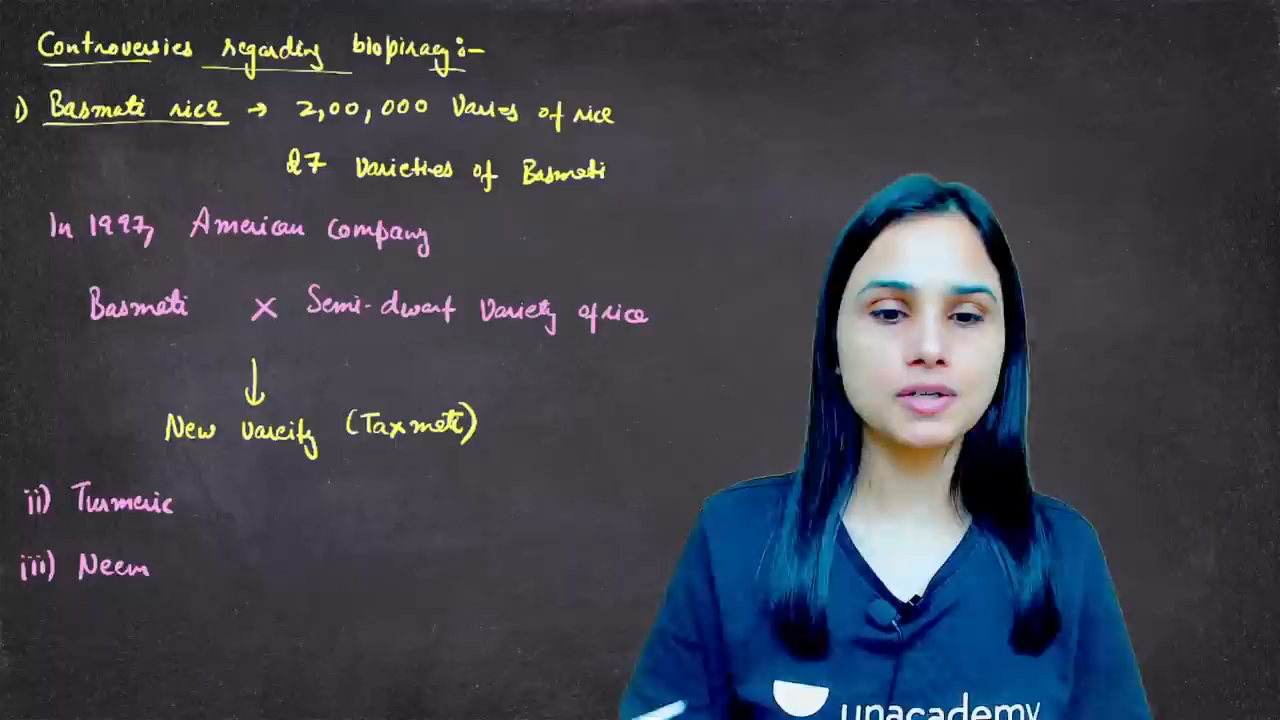 Controversies regarding biopiracy:-
i) Basmati rice → 2,00,000 Varies of rice
27 Varieties of Basmati
In 1997, American company
Basmati × Semi-dwarf Variety of rice
↓
New Vareity (Taxmati)
ii) Turmeric
iii) Neem
unacademy